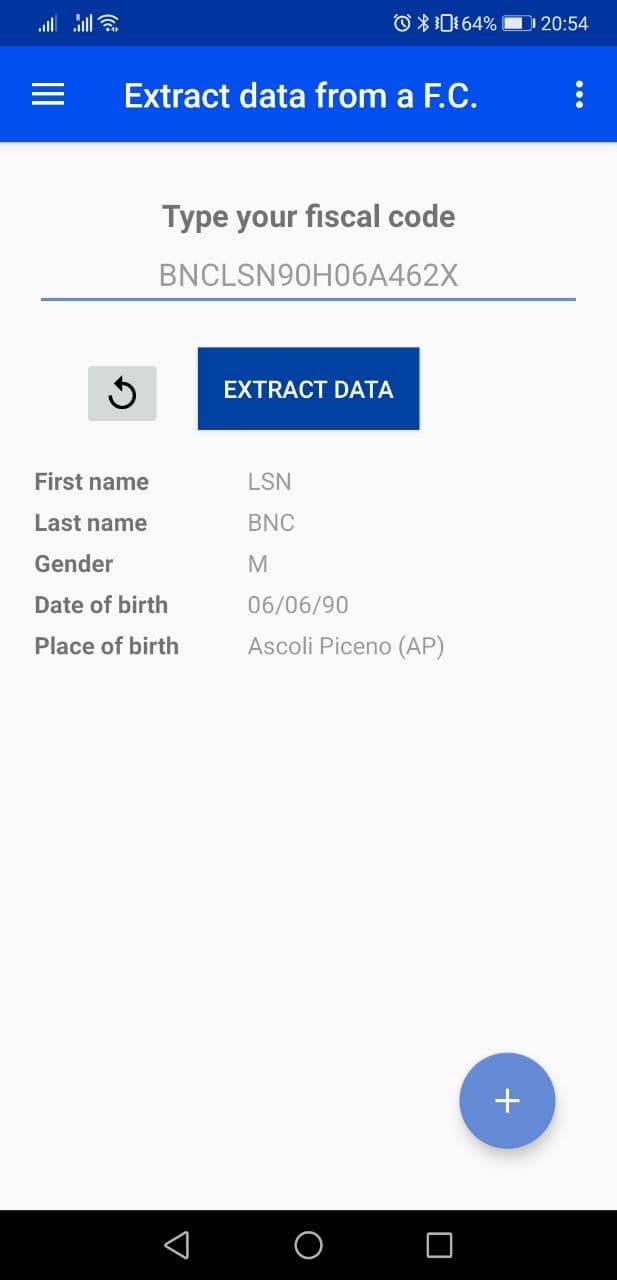 64% 20:54
Extract data from a F.C.
Type your fiscal code
BNCLSN90H06A462X
EXTRACT DATA
First name LSN
Last name BNC
Gender M
Date of birth 06/06/90
Place of birth Ascoli Piceno (AP)
+